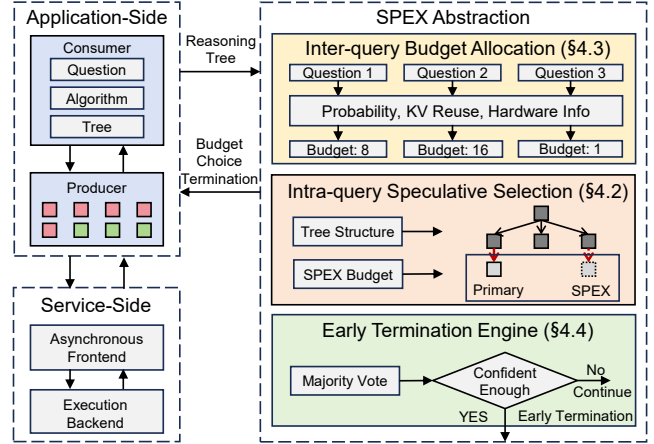 Application-Side
Consumer
Question
Algorithm
Tree
Producer
Service-Side
Asynchronous
Frontend
Execution
Backend
Reasoning
Tree
Budget
Choice
Termination
SPEX Abstraction
Inter-query Budget Allocation (§4.3)
Question 1 Question 2 Question 3
Probability, KV Reuse, Hardware Info
Budget: 8 Budget: 16 Budget: 1
Intra-query Speculative Selection (§4.2)
Tree Structure
SPEX Budget
Primary SPEX
Early Termination Engine (§4.4)
Majority Vote
Confident
Enough
No
Continue
YES Early Termination